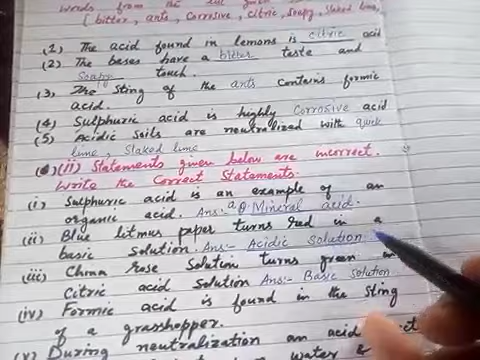 words from the
( bitter, ants, Corrosive, Citric, Soapy, Slaked lime,
(1) The acid found in lemons is citric acid
(2) The bases have a bitter taste and
Soapy touch.
(3) The Sting of the ants contains formic
acid.
(4) Sulphuric acid is highly Corrosive acid
(5) Acidic Soils are neutralized with quick
lime, Slaked lime
(ii) Statements given below are incorrect.
Write the Correct Statements.
(i) Sulphuric acid is an example of an
organic acid. Ans:- a Mineral acid.
(ii) Blue litmus paper turns red in a
basic solution. Ans:- Acidic solution
(iii) China rose Solution turns green in
Citric acid solution Ans:- Basic solution
(iv) Formic acid is found in the Sting
of a grasshopper.
(v) During neutralization an acid
water &